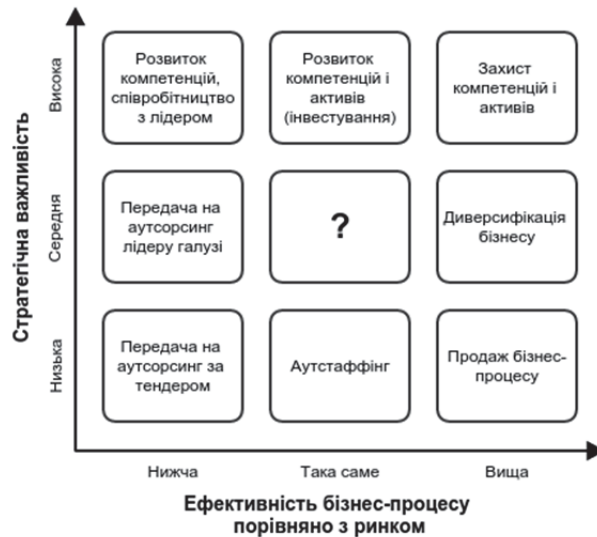 Стратегічна важливість
Висока
Розвиток
компетенцій,
співробітництво
з лідером
Розвиток
компетенцій і
активів
(інвестування)
Захист
компетенцій і
активів
Середня
Передача на
аутсорсинг
лідеру галузі
?
Диверсифікація
бізнесу
Низька
Передача на
аутсорсинг за
тендером
Аутстаффінг
Продаж бізнес-
процесу
Нижча
Така саме
Вища
Ефективність бізнес-процесу
порівняно з ринком